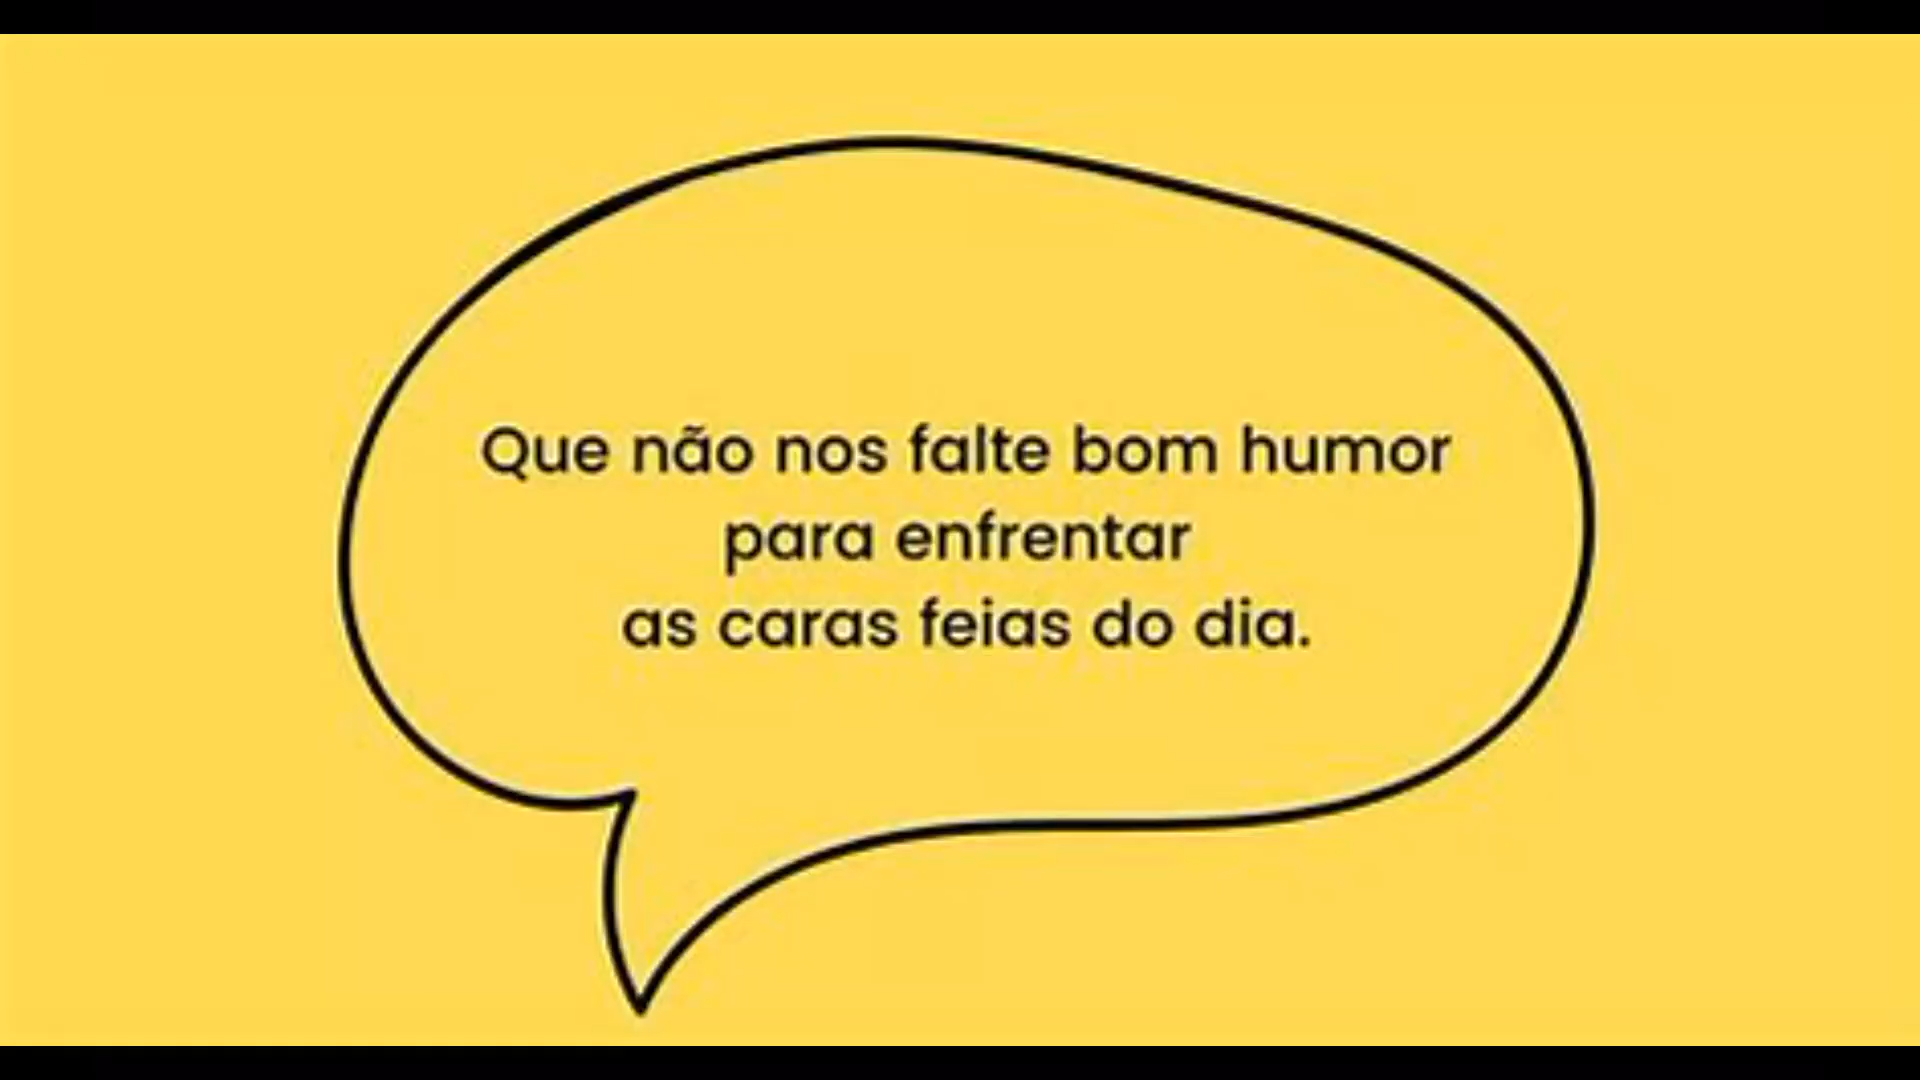 Que não nos falte bom humor
para enfrentar
as caras feias do dia.